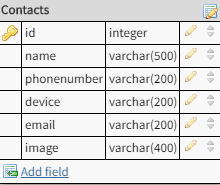 Contacts
id integer
name varchar(500)
phonenumber varchar(200)
device varchar(200)
email varchar(200)
image varchar(400)
Add field